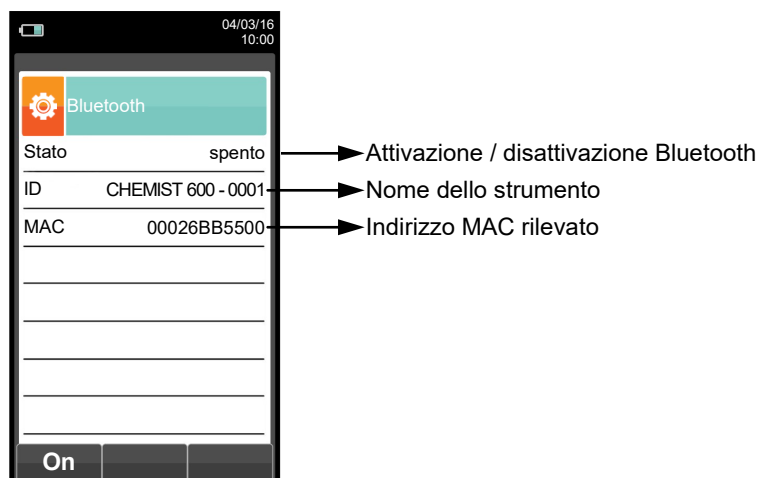 04/03/16
10:00
Bluetooth
Stato spento
Attivazione / disattivazione Bluetooth
ID CHEMIST 600 - 0001
Nome dello strumento
MAC 00026BB5500
Indirizzo MAC rilevato
On